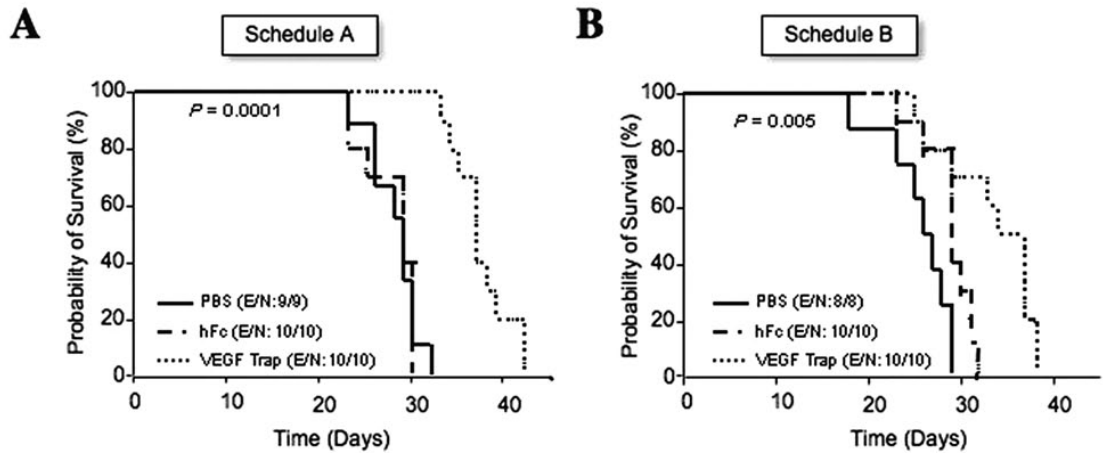 A
Schedule A
Probability of Survival (%)
100
80
60
40
20
0
P = 0.0001
PBS (E/N:9/9)
hFc (E/N: 10/10)
VEGF Trap (E/N: 10/10)
0
20
30
40
Time (Days)
B
Schedule B
Probability of Survival (%)
100
80
60
40
20
0
P = 0.005
PBS (E/N:8/8)
hFc (E/N: 10/10)
VEGF Trap (E/N: 10/10)
0
10
20
30
40
Time (Days)